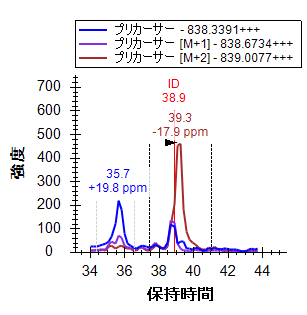 プリカーサー - 838.3391+++
プリカーサー [M+1] - 838.6734+++
プリカーサー [M+2] - 839.0077+++
ID
38.9
39.3
-17.9 ppm
35.7
+19.8 ppm
強度
700
600
500
400
300
200
100
0
34 36 38 40 42 44
保持時間